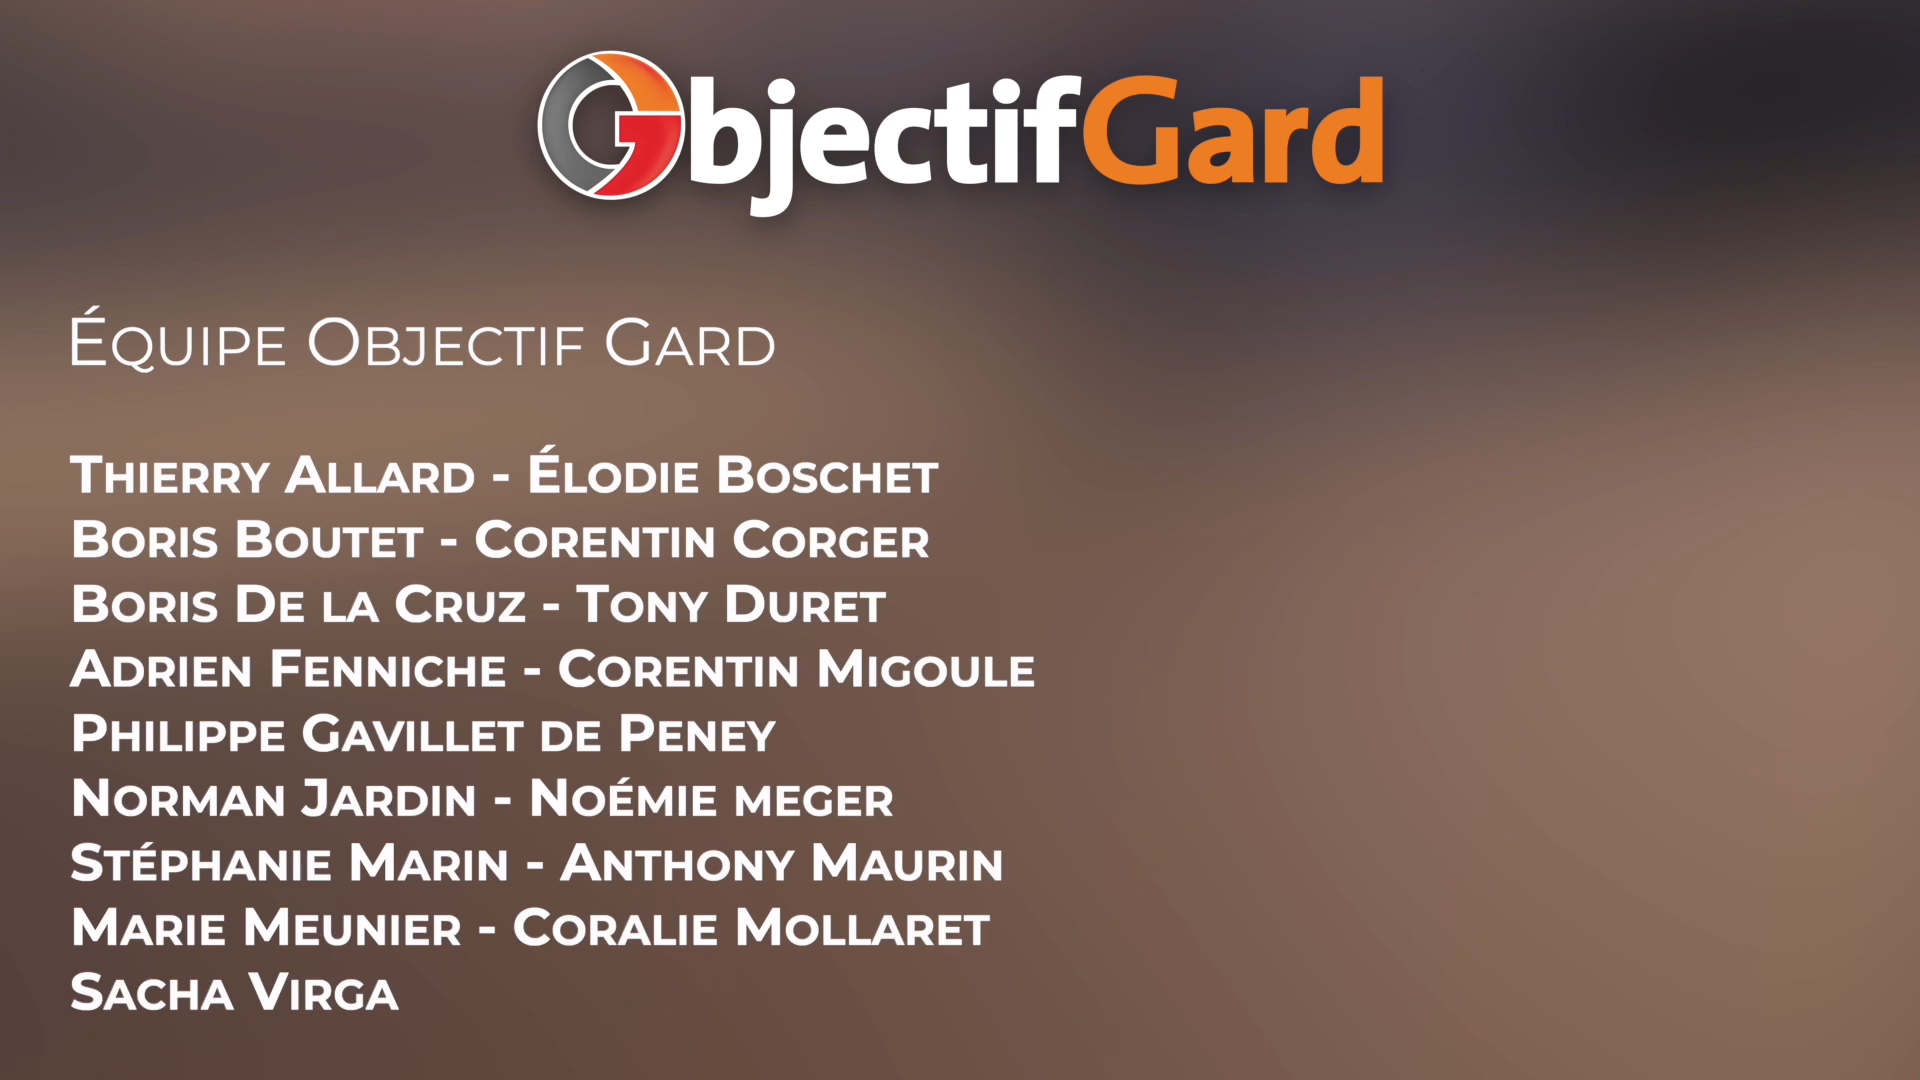 ObjectifGard
Équipe Objectif Gard
Thierry Allard - Élodie Boschet
Boris Boutet - Corentin Corger
Boris De la Cruz - Tony Duret
Adrien Fenniche - Corentin Migoule
Philippe Gavillet de Peney
Norman Jardin - Noémie meger
Stéphanie Marin - Anthony Maurin
Marie Meunier - Coralie Mollaret
Sacha Virga